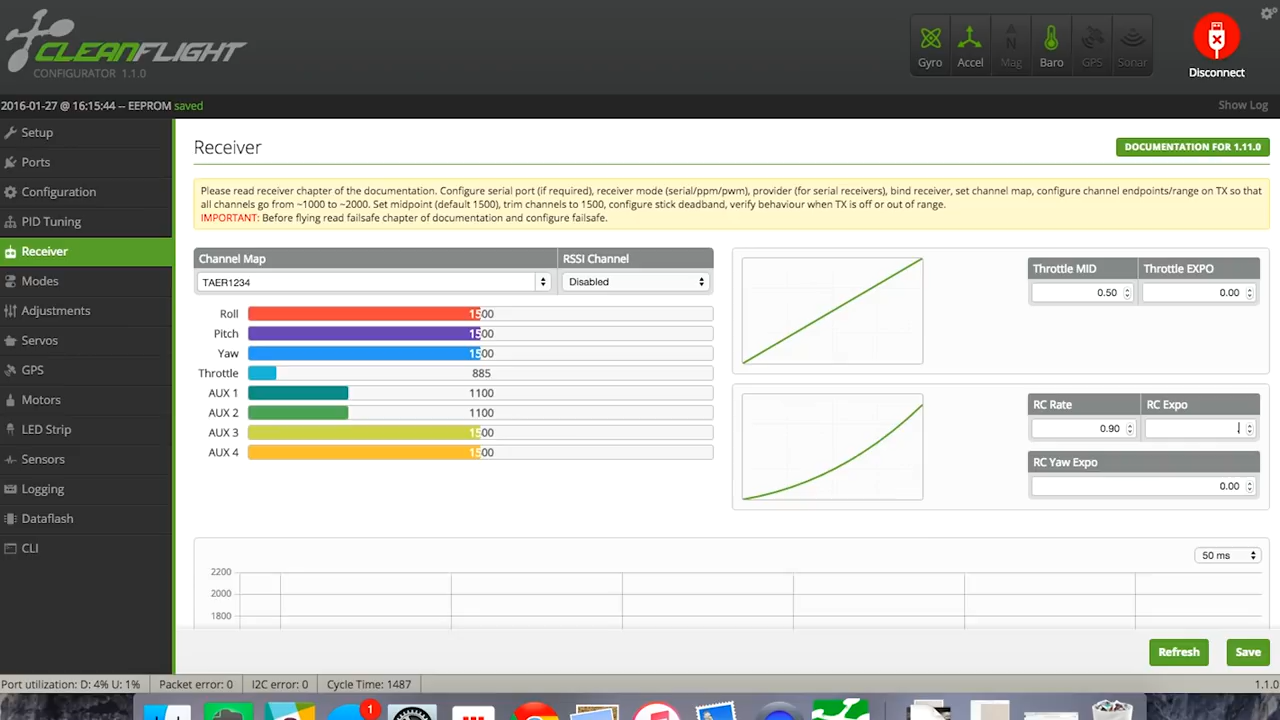 CLEANFLIGHT
CONFIGURATOR 1.1.0
Gyro
Accel
Mag
Baro
GPS
Sonar
Disconnect
2016-01-27 @ 16:15:44 -- EEPROM saved
Show Log
Setup
Ports
Configuration
PID Tuning
Receiver
Modes
Adjustments
Servos
GPS
Motors
LED Strip
Sensors
Logging
Dataflash
CLI
Receiver
DOCUMENTATION FOR 1.11.0
Please read receiver chapter of the documentation. Configure serial port (if required), receiver mode (serial/ppm/pwm), provider (for serial receivers), bind receiver, set channel map, configure channel endpoints/range on TX so that
all channels go from ~1000 to ~2000. Set midpoint (default 1500), trim channels to 1500, configure stick deadband, verify behaviour when TX is off or out of range.
IMPORTANT: Before flying read failsafe chapter of documentation and configure failsafe.
Channel Map
RSSI Channel
TAER1234
Disabled
Roll 1500
Pitch 1500
Yaw 1500
Throttle 885
AUX 1 1100
AUX 2 1100
AUX 3 1500
AUX 4 1500
Throttle MID
Throttle EXPO
0.50
0.00
RC Rate
RC Expo
0.90
RC Yaw Expo
0.00
50 ms
2200
2000
1800
Refresh
Save
Port utilization: D: 4% U: 1%
Packet error: 0
I2C error: 0
Cycle Time: 1487
1.1.0
1